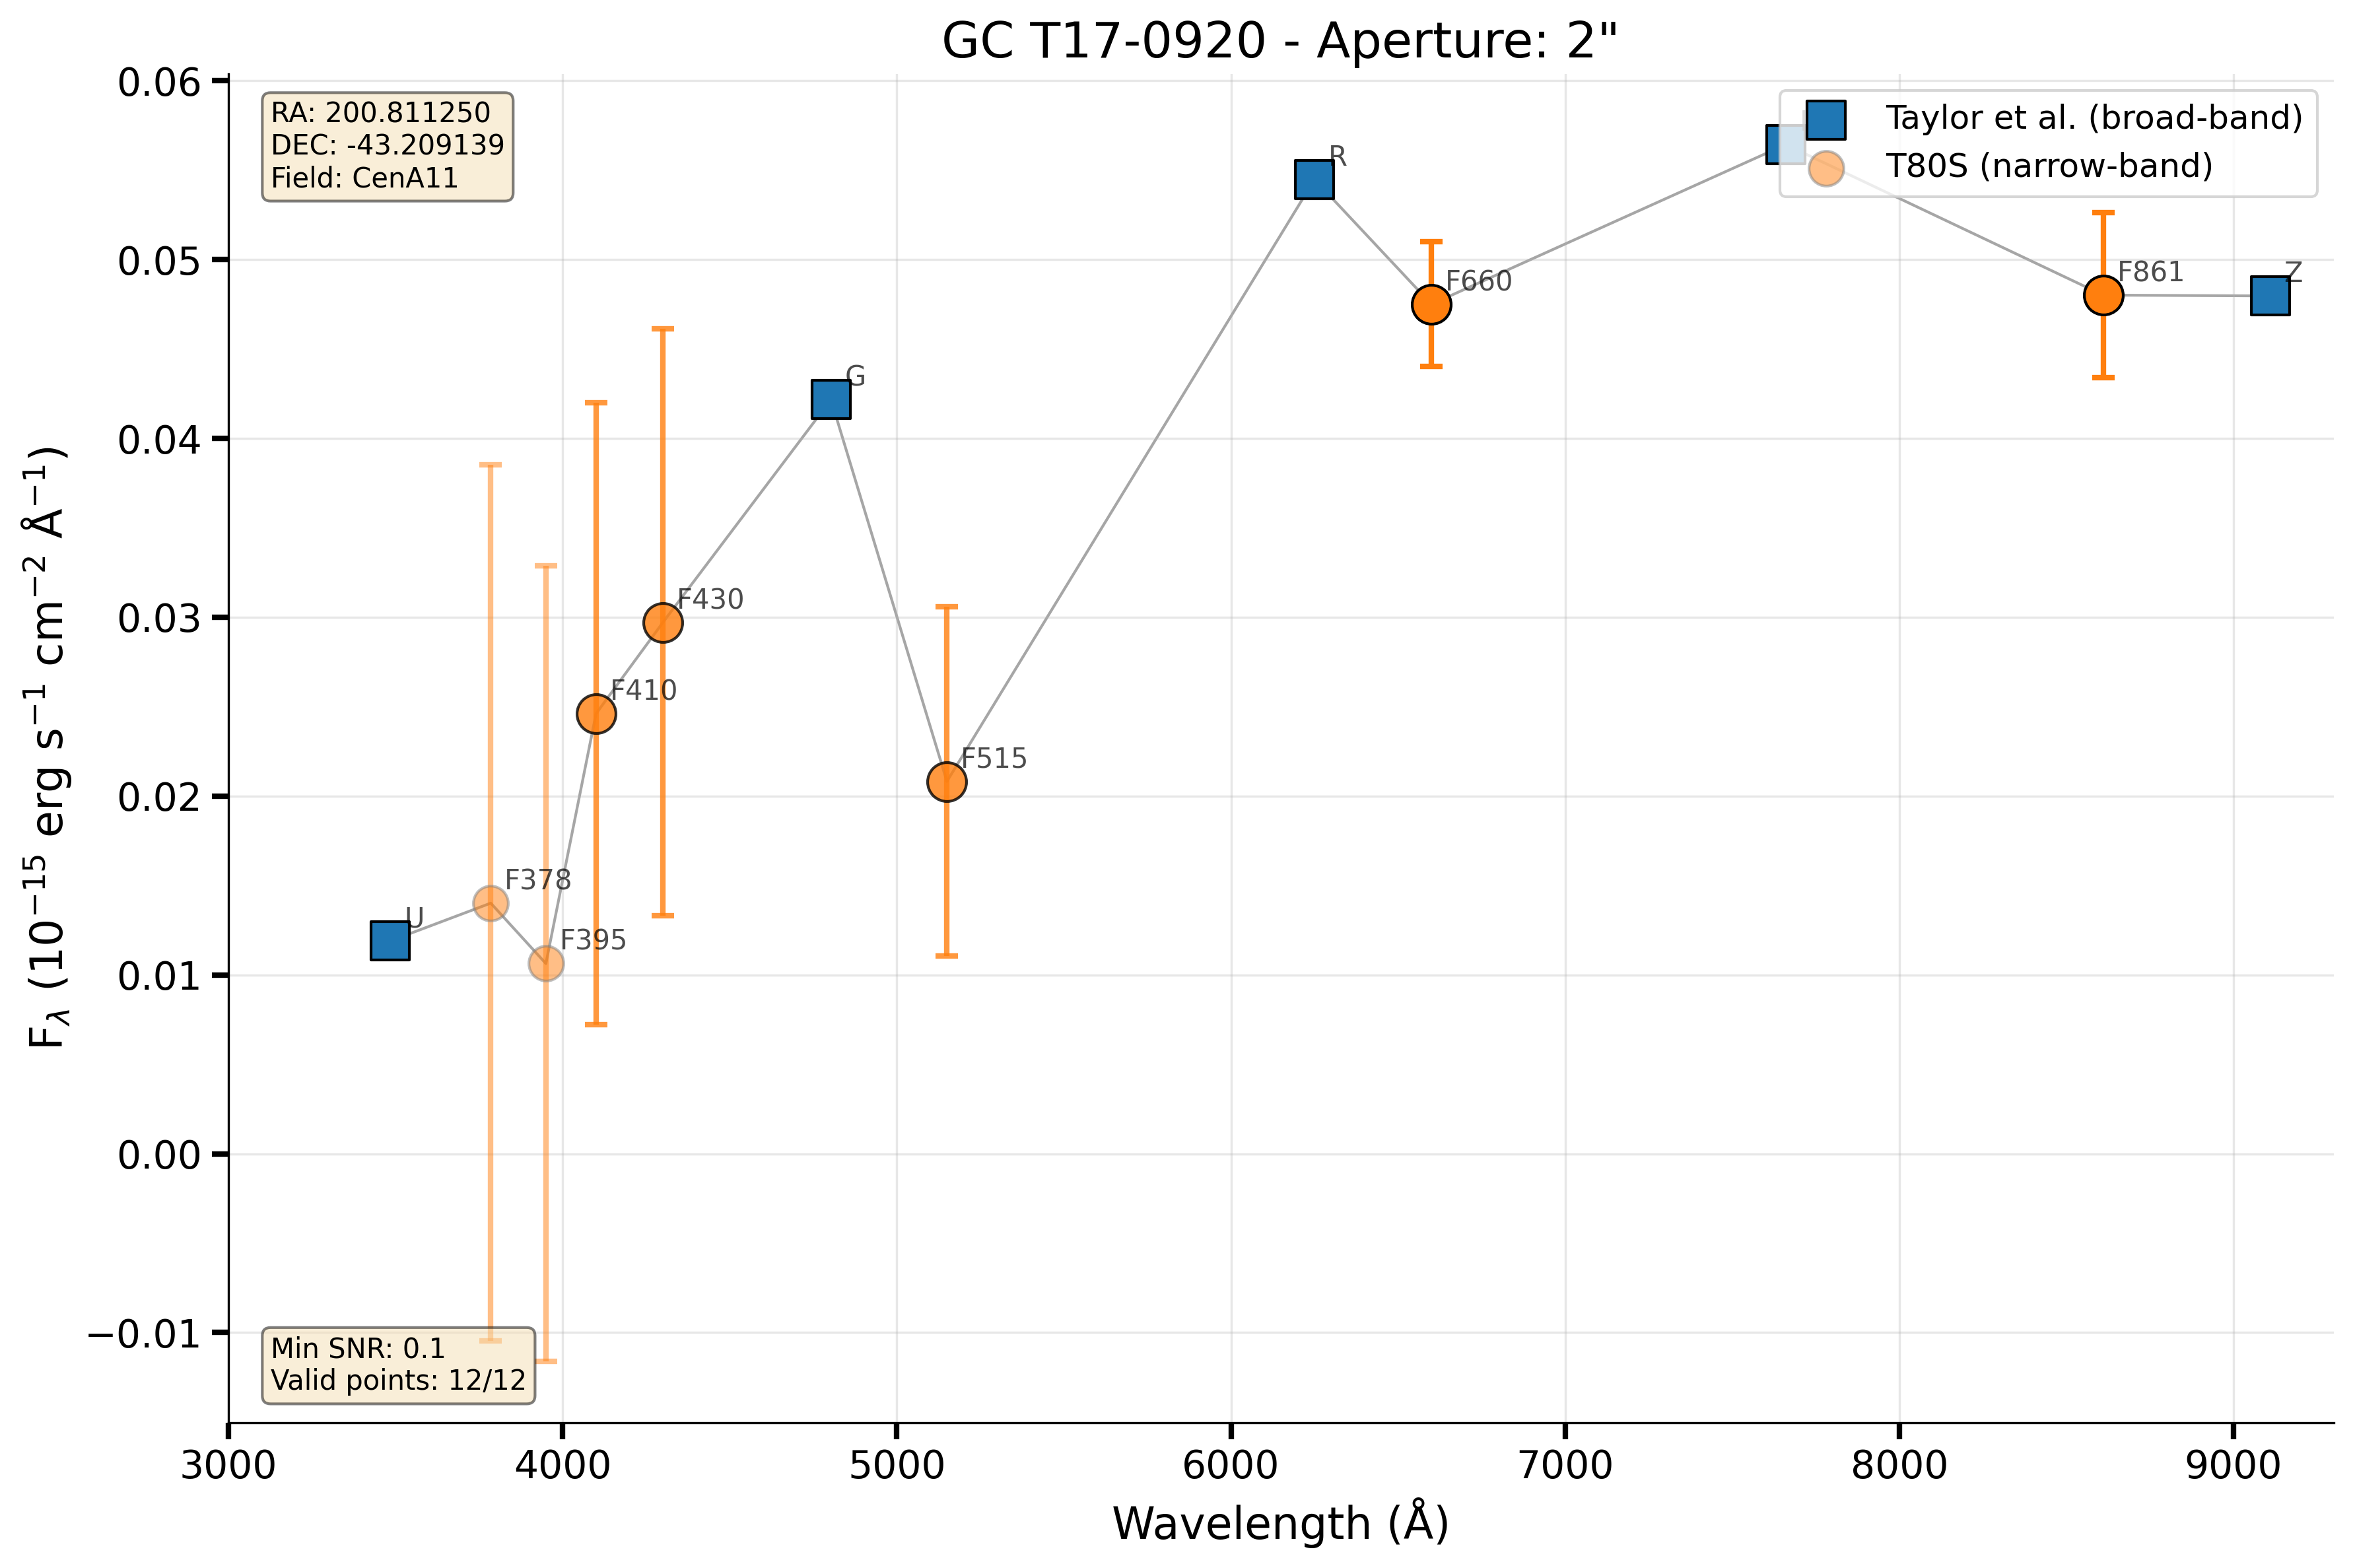 GC T17-0920 - Aperture: 2"
RA: 200.811250
DEC: -43.209139
Field: CenA11
Taylor et al. (broad-band)
T80S (narrow-band)
0.06
0.05
0.04
0.03
0.02
0.01
0.00
−0.01
F_λ (10⁻¹⁵ erg s⁻¹ cm⁻² Å⁻¹)
U
F378
F395
F410
F430
G
F515
R
F660
F861
Z
Min SNR: 0.1
Valid points: 12/12
3000 4000 5000 6000 7000 8000 9000
Wavelength (Å)